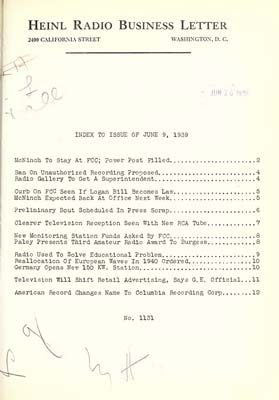 HEINL RADIO BUSINESS LETTER
2400 CALIFORNIA STREET WASHINGTON, D. C.
INDEX TO ISSUE OF JUNE 9, 1939
McNinch To Stay At FCC; Power Post Filled....................2
Ban On Unauthorized Recording Proposed.......................4
Radio Gallery To Get A Superintendent........................4
Curb On FCC Seen If Logan Bill Becomes Law...................5
McNinch Expected Back At Office Next Week....................5
Preliminary Bout Scheduled In Press Scrap....................6
Clearer Television Reception Seen With New RCA Tube..........7
New Monitoring Station Funds Asked by FCC....................8
Paley Presents Third Amateur Radio Award To Burgess..........8
Radio Used To Solve Educational Problem......................9
Reallocation Of European Waves In 1940 Ordered..............10
Germany Opens New 150 KW. Station...........................10
Television Will Shift Retail Advertising, Says G.E. Official...11
American Record Changes Name To Columbia Recording Corp.....12
No. 1131